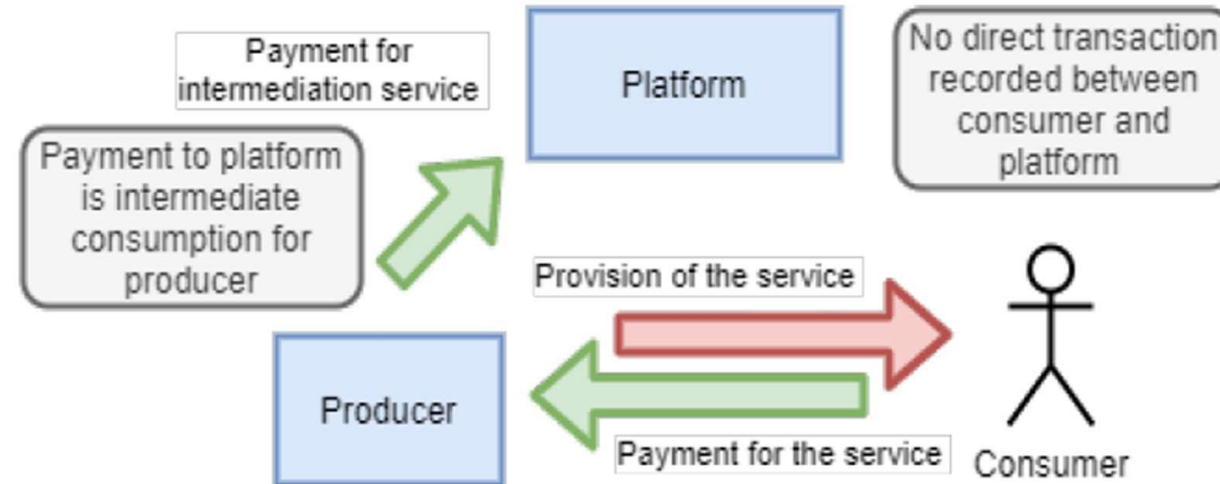 Payment for
intermediation service
Platform
No direct transaction
recorded between
consumer and
platform
Payment to platform
is intermediate
consumption for
producer
Provision of the service
Producer
Payment for the service
Consumer